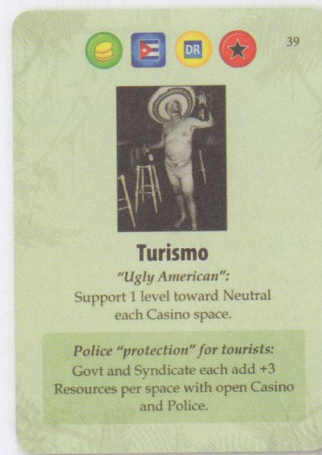 DR
39
Turismo
"Ugly American":
Support 1 level toward Neutral
each Casino space.
Police "protection" for tourists:
Govt and Syndicate each add +3
Resources per space with open Casino
and Police.